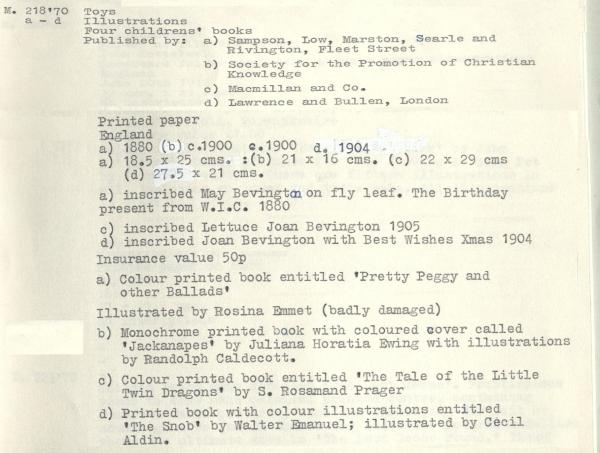 M. 218'70 Toys
a - d Illustrations
Four childrens' books
Published by: a) Sampson, Low, Marston, Searle and
Rivington, Fleet Street
b) Society for the Promotion of Christian
Knowledge
c) Macmillan and Co.
d) Lawrence and Bullen, London
Printed paper
England
a) 1880 (b) c.1900 c.1900 d. 1904
a) 18.5 x 25 cms. :(b) 21 x 16 cms. (c) 22 x 29 cms
(d) 27.5 x 21 cms.
a) inscribed May Bevington on fly leaf. The Birthday
present from W.I.C. 1880
c) inscribed Lettuce Joan Bevington 1905
d) inscribed Joan Bevington with Best Wishes Xmas 1904
Insurance value 50p
a) Colour printed book entitled 'Pretty Peggy and
other Ballads'
Illustrated by Rosina Emmet (badly damaged)
b) Monochrome printed book with coloured cover called
'Jackanapes' by Juliana Horatia Ewing with illustrations
by Randolph Caldecott.
c) Colour printed book entitled 'The Tale of the Little
Twin Dragons' by S. Rosamand Prager
d) Printed book with colour illustrations entitled
'The Snob' by Walter Emanuel; illustrated by Cecil
Aldin.